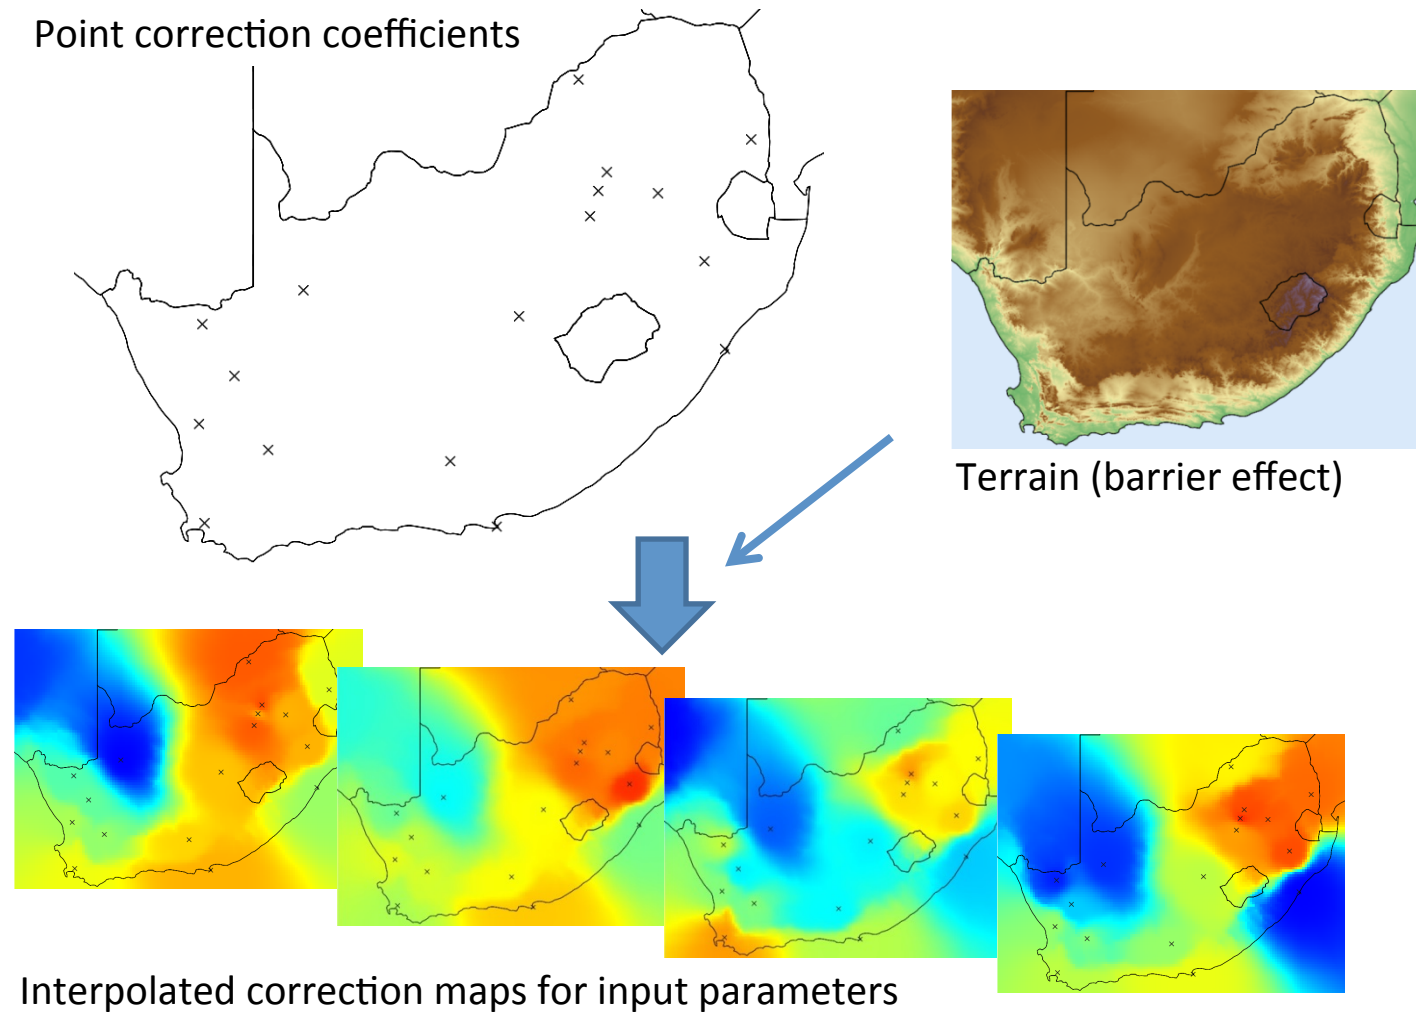 Point correction coefficients
Terrain (barrier effect)
Interpolated correction maps for input parameters